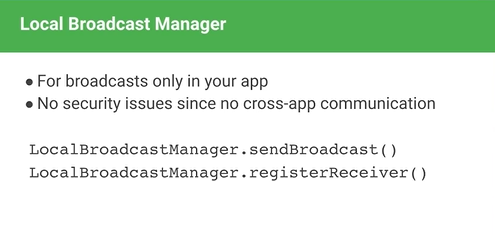 Local Broadcast Manager
● For broadcasts only in your app
● No security issues since no cross-app communication
LocalBroadcastManager.sendBroadcast()
LocalBroadcastManager.registerReceiver()